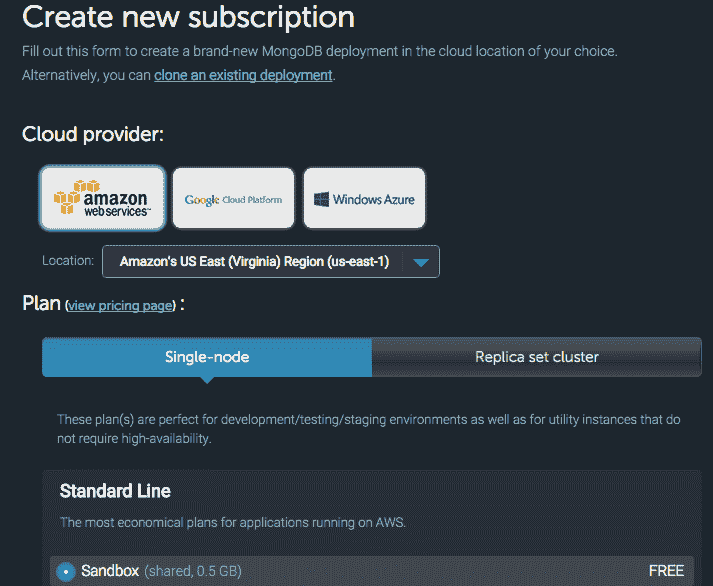 Create new subscription
Fill out this form to create a brand-new MongoDB deployment in the cloud location of your choice.
Alternatively, you can clone an existing deployment.
Cloud provider:
amazon
webservices™
Google Cloud Platform
Windows Azure
Location:
Amazon's US East (Virginia) Region (us-east-1)
Plan (view pricing page) :
Single-node
Replica set cluster
These plan(s) are perfect for development/testing/staging environments as well as for utility instances that do
not require high-availability.
Standard Line
The most economical plans for applications running on AWS.
Sandbox (shared, 0.5 GB)
FREE